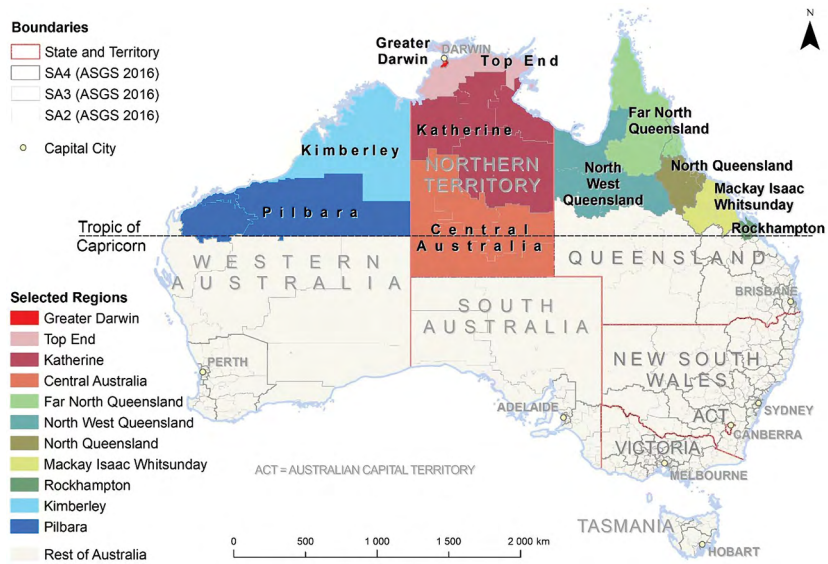 Boundaries
State and Territory
SA4 (ASGS 2016)
SA3 (ASGS 2016)
SA2 (ASGS 2016)
Capital City
N
Greater
Darwin
DARWIN
Top End
Katherine
Kimberley
NORTHERN
TERRITORY
Far North
Queensland
North
West
Queensland
North Queensland
Mackay Isaac
Whitsunday
Rockhampton
Pilbara
Central
Australia
Tropic of
Capricorn
WESTERN
AUSTRALIA
QUEENSLAND
SOUTH
AUSTRALIA
BRISBANE
NEW SOUTH
WALES
PERTH
ADELAIDE
ACT
SYDNEY
CANBERRA
VICTORIA
MELBOURNE
TASMANIA
HOBART
Selected Regions
Greater Darwin
Top End
Katherine
Central Australia
Far North Queensland
North West Queensland
North Queensland
Mackay Isaac Whitsunday
Rockhampton
Kimberley
Pilbara
Rest of Australia
ACT = AUSTRALIAN CAPITAL TERRITORY
0 500 1 000 1 500 2 000 km